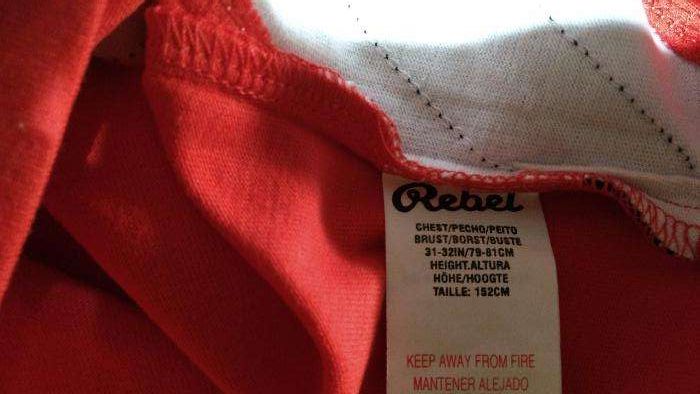 Rebel
CHEST/PECHO/PEITO
BRUST/BORST/BUSTE
31-32IN/79-81CM
HEIGHT.ALTURA
HÖHE/HOOGTE
TAILLE: 152CM
KEEP AWAY FROM FIRE
MANTENER ALEJADO